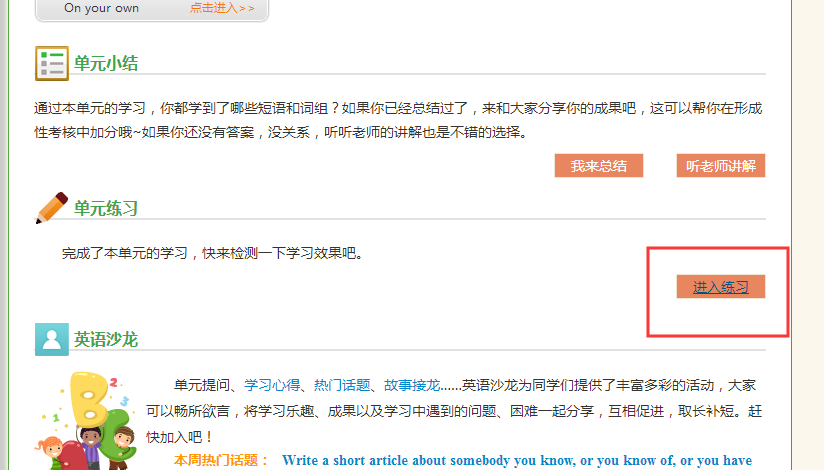 On your own 点击进入>>
单元小结
通过本单元的学习，你都学到了哪些短语和词组？如果你已经总结过了，来和大家分享你的成果吧，这可以帮你在形成
性考核中加分哦~如果你还没有答案，没关系，听听老师的讲解也是不错的选择。
我来总结 听老师讲解
单元练习
完成了本单元的学习，快来检测一下学习效果吧。
进入练习
英语沙龙
单元提问、学习心得、热门话题、故事接龙......英语沙龙为同学们提供了丰富多彩的活动，大家
可以畅所欲言，将学习乐趣、成果以及学习中遇到的问题、困难一起分享，互相促进，取长补短。赶
快加入吧！
本周热门话题： Write a short article about somebody you know, or you know of, or you have